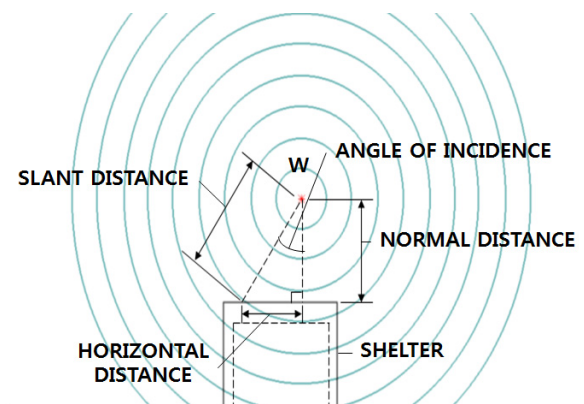 W
ANGLE OF INCIDENCE
SLANT DISTANCE
NORMAL DISTANCE
HORIZONTAL
DISTANCE
SHELTER